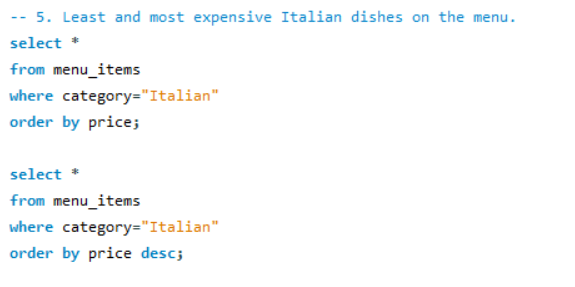 -- 5. Least and most expensive Italian dishes on the menu.
select *
from menu_items
where category="Italian"
order by price;
select *
from menu_items
where category="Italian"
order by price desc;